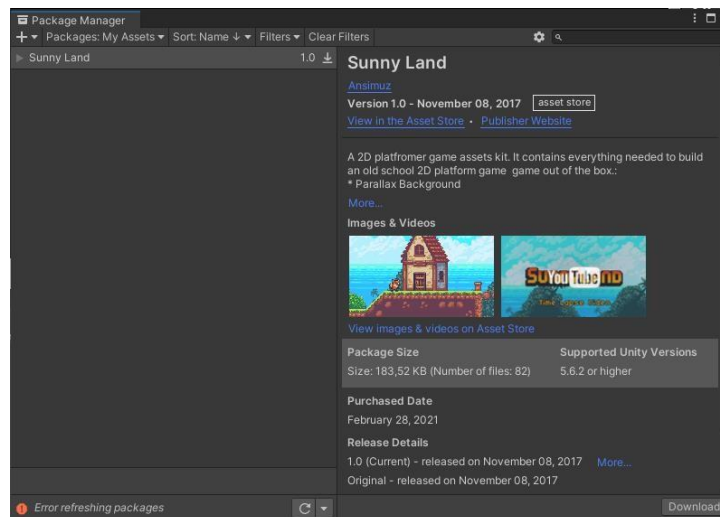 Package Manager
Packages: My Assets Sort: Name ↓ Filters Clear Filters
Sunny Land 1.0
Error refreshing packages
Sunny Land
Ansimuz
Version 1.0 - November 08, 2017 asset store
View in the Asset Store • Publisher Website
A 2D platfromer game assets kit. It contains everything needed to build
an old school 2D platform game game out of the box.:
* Parallax Background
More...
Images & Videos
YouTube
View images & videos on Asset Store
Package Size Supported Unity Versions
Size: 183,52 KB (Number of files: 82) 5.6.2 or higher
Purchased Date
February 28, 2021
Release Details
1.0 (Current) - released on November 08, 2017 More...
Original - released on November 08, 2017
Download